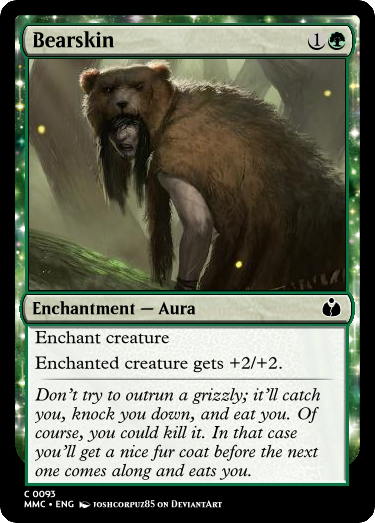 Bearskin 1
Enchantment — Aura
Enchant creature
Enchanted creature gets +2/+2.
Don't try to outrun a grizzly; it'll catch
you, knock you down, and eat you. Of
course, you could kill it. In that case
you'll get a nice fur coat before the next
one comes along and eats you.
C 0093
MMC • ENG joshcorpuz85 on DeviantArt